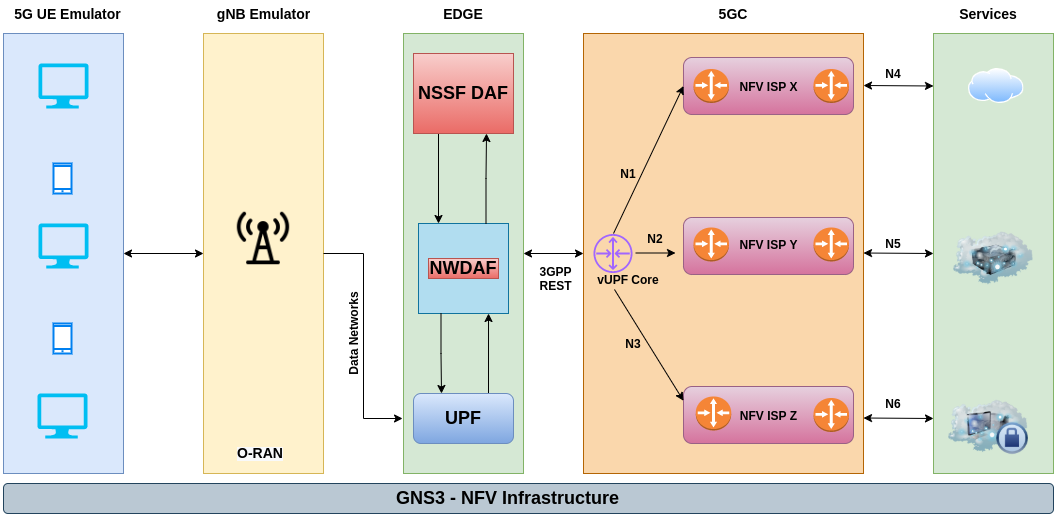 5G UE Emulator
gNB Emulator
EDGE
5GC
Services
NSSF DAF
NFV ISP X
N4
N1
NWDAF
3GPP
REST
N2
vUPF Core
NFV ISP Y
N5
Data Networks
N3
UPF
NFV ISP Z
N6
O-RAN
GNS3 - NFV Infrastructure